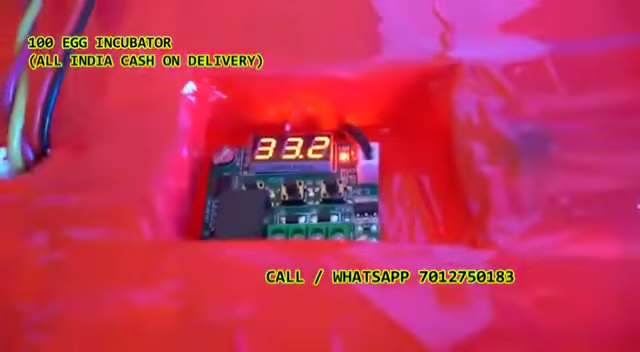 100 EGG INCUBATOR
(ALL INDIA CASH ON DELIVERY)
33.2
CALL / WHATSAPP 7012750183